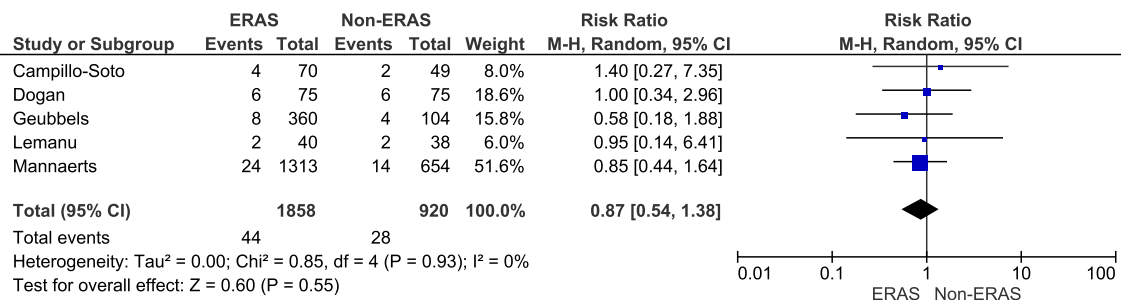 ERAS Non-ERAS Risk Ratio Risk Ratio
Study or Subgroup Events Total Events Total Weight M-H, Random, 95% CI M-H, Random, 95% CI
Campillo-Soto 4 70 2 49 8.0% 1.40 [0.27, 7.35]
Dogan 6 75 6 75 18.6% 1.00 [0.34, 2.96]
Geubbels 8 360 4 104 15.8% 0.58 [0.18, 1.88]
Lemanu 2 40 2 38 6.0% 0.95 [0.14, 6.41]
Mannaerts 24 1313 14 654 51.6% 0.85 [0.44, 1.64]
Total (95% CI) 1858 920 100.0% 0.87 [0.54, 1.38]
Total events 44 28
Heterogeneity: Tau² = 0.00; Chi² = 0.85, df = 4 (P = 0.93); I² = 0%
Test for overall effect: Z = 0.60 (P = 0.55)
0.01 0.1 1 10 100
ERAS Non-ERAS